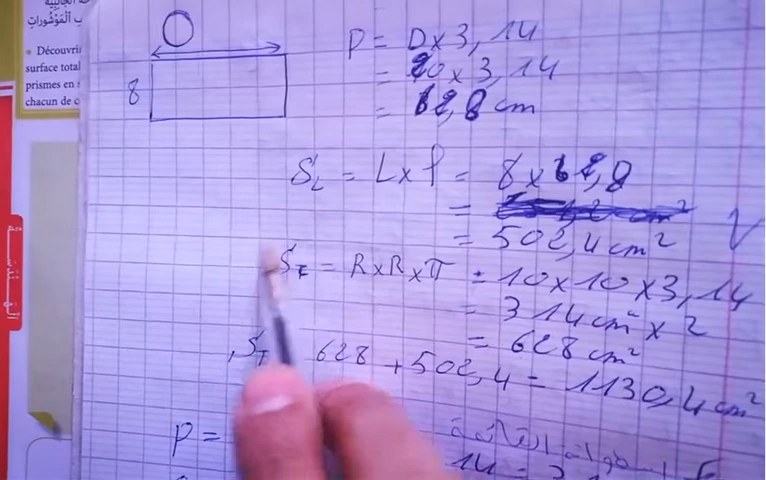 الموشورات
• Découvri
surface total
prismes en s
chacun de c
8
P = D x 3,14
= 20 x 3,14
= 62,8 cm
SL = L x P = 8 x 62,8
= 502,4 cm²
= R x R x π = 10 x 10 x 3,14
= 314 cm² x 2
= 628 cm²
628 + 502,4 = 1130,4 cm²
P =